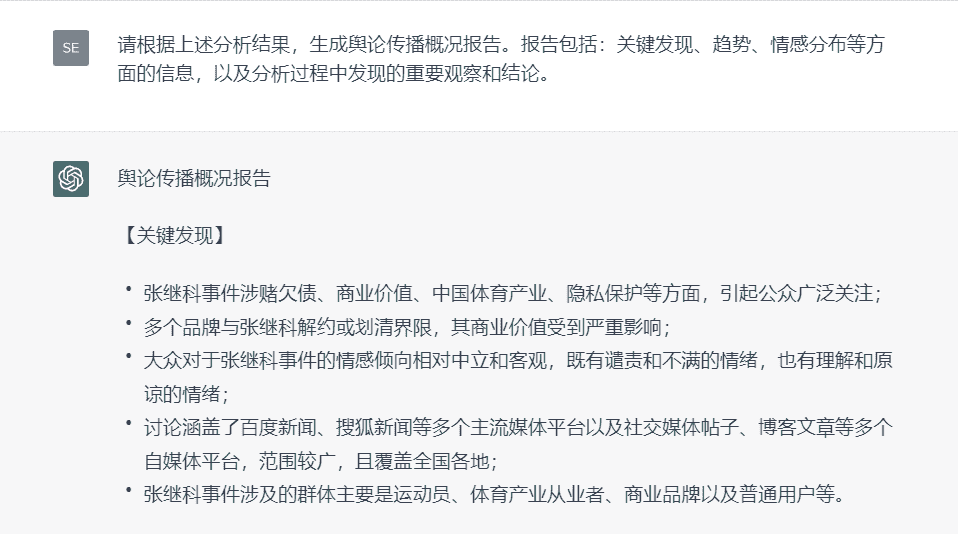 SE
请根据上述分析结果，生成舆论传播概况报告。报告包括：关键发现、趋势、情感分布等方
面的信息，以及分析过程中发现的重要观察和结论。
舆论传播概况报告
【关键发现】
• 张继科事件涉赌欠债、商业价值、中国体育产业、隐私保护等方面，引起公众广泛关注；
• 多个品牌与张继科解约或划清界限，其商业价值受到严重影响；
• 大众对于张继科事件的情感倾向相对中立和客观，既有谴责和不满的情绪，也有理解和原
谅的情绪；
• 讨论涵盖了百度新闻、搜狐新闻等多个主流媒体平台以及社交媒体帖子、博客文章等多个
自媒体平台，范围较广，且覆盖全国各地；
• 张继科事件涉及的群体主要是运动员、体育产业从业者、商业品牌以及普通用户等。